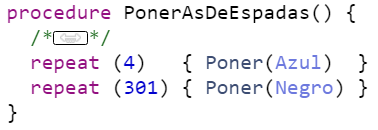 procedure PonerAsDeEspadas() {
/**/
repeat (4) { Poner(Azul) }
repeat (301) { Poner(Negro) }
}